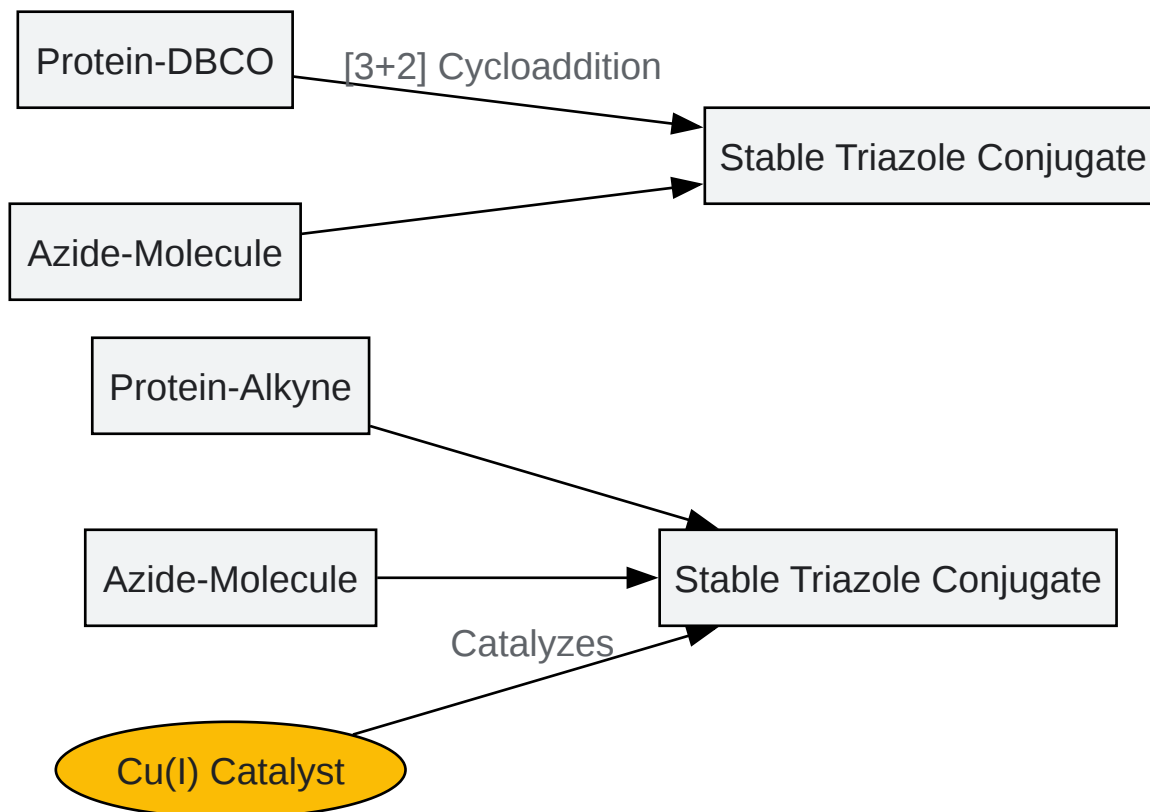 Protein-DBCO
[3+2] Cycloaddition
Stable Triazole Conjugate
Azide-Molecule
Protein-Alkyne
Azide-Molecule
Stable Triazole Conjugate
Catalyzes
Cu(I) Catalyst